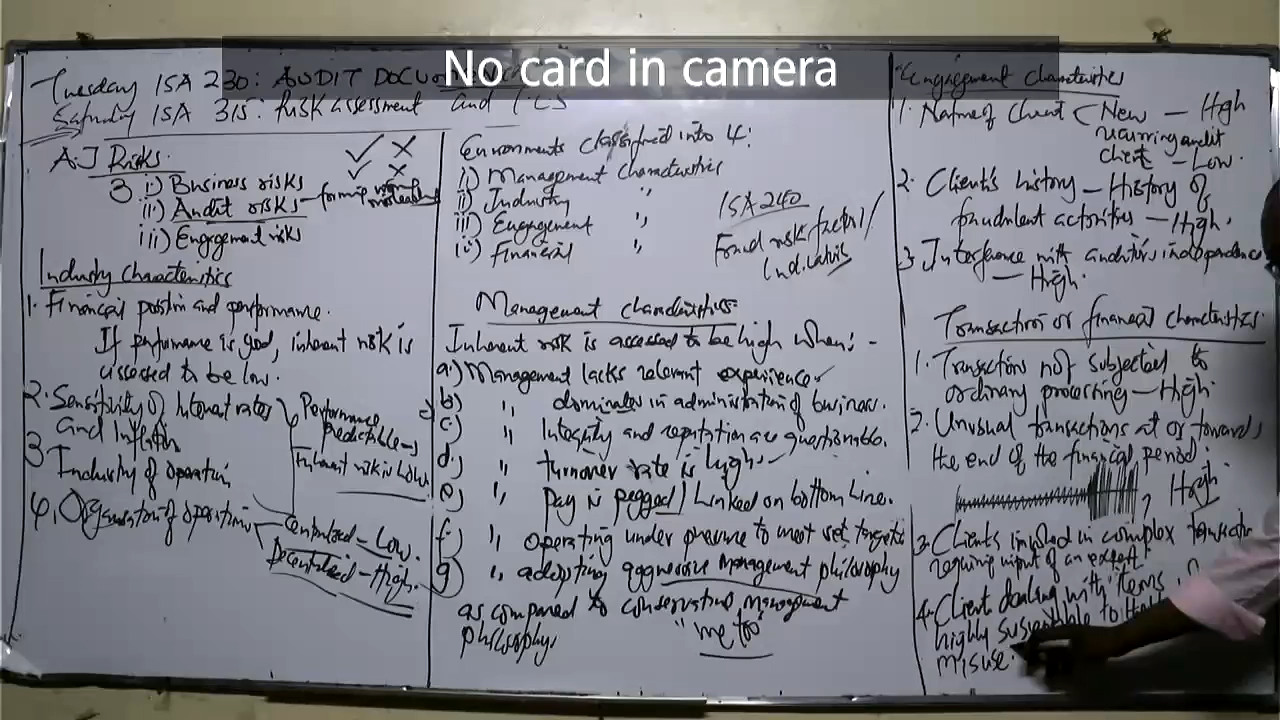 No card in camera
Tuesday ISA 230: AUDIT DOCU
Saturday ISA 315: Risk Assessment and
A.J Risks.
3 i) Business risks
ii) Audit risks
iii) Engagement risks
Industry Characteristics
1. Financial position and performance.
If performance is good, inherent risk is
assessed to be low.
2. Sensitivity of Interest rates
and Inflation
Performance
Predictable
Inherent risk is low.
3 Industry of operation
4. Organisation of operations
Centralised - Low.
Decentralised - High.
Environments classified into 4:
i) Management characteristics
ii) Industry "
iii) Engagement "
iv) Financial "
ISA 240
Fraud risk factors/
Indicators
Management characteristics:
Inherent risk is assessed to be high when: -
a.) Management lacks relevant experience
b) " dominates in administration of business.
c) " Integrity and reputation are questionable.
d.) " turnover rate is high.
e) " pay is pegged/Linked on bottom line.
f.) " operating under pressure to meet set targets
g) " adopting aggressive management philosophy
as compared to conservative management
philosophy.
"me too"
Engagement characteristics
1. Nature of client < New - High
recurring audit
client - Low.
2. Client's history - History of
fraudulent activities - High.
3. Interference with auditors independence
- High.
Transaction or financial characteristics.
1. Transactions not subjected to
ordinary processing - High.
2. Unusual transactions at or towards
the end of the financial period.
High
3. Clients involved in complex
requiring input of an expert
4. Client dealing with items
highly susceptible to
misuse.